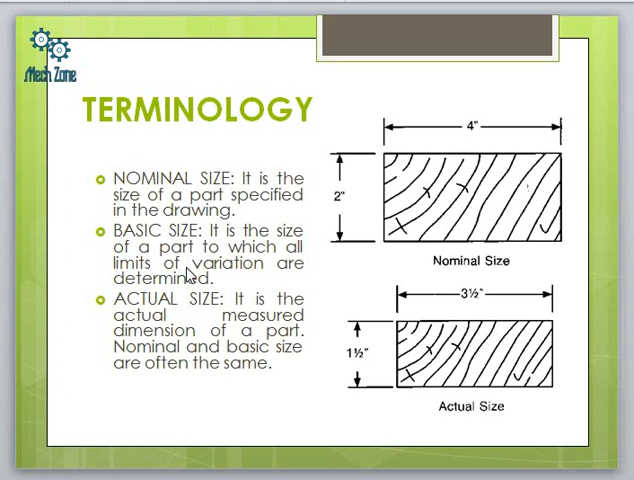 Mech Zone
TERMINOLOGY
NOMINAL SIZE: It is the
size of a part specified
in the drawing.
BASIC SIZE: It is the size
of a part to which all
limits of variation are
determined.
ACTUAL SIZE: It is the
actual measured
dimension of a part.
Nominal and basic size
are often the same.
4"
2"
Nominal Size
3½"
1½"
Actual Size